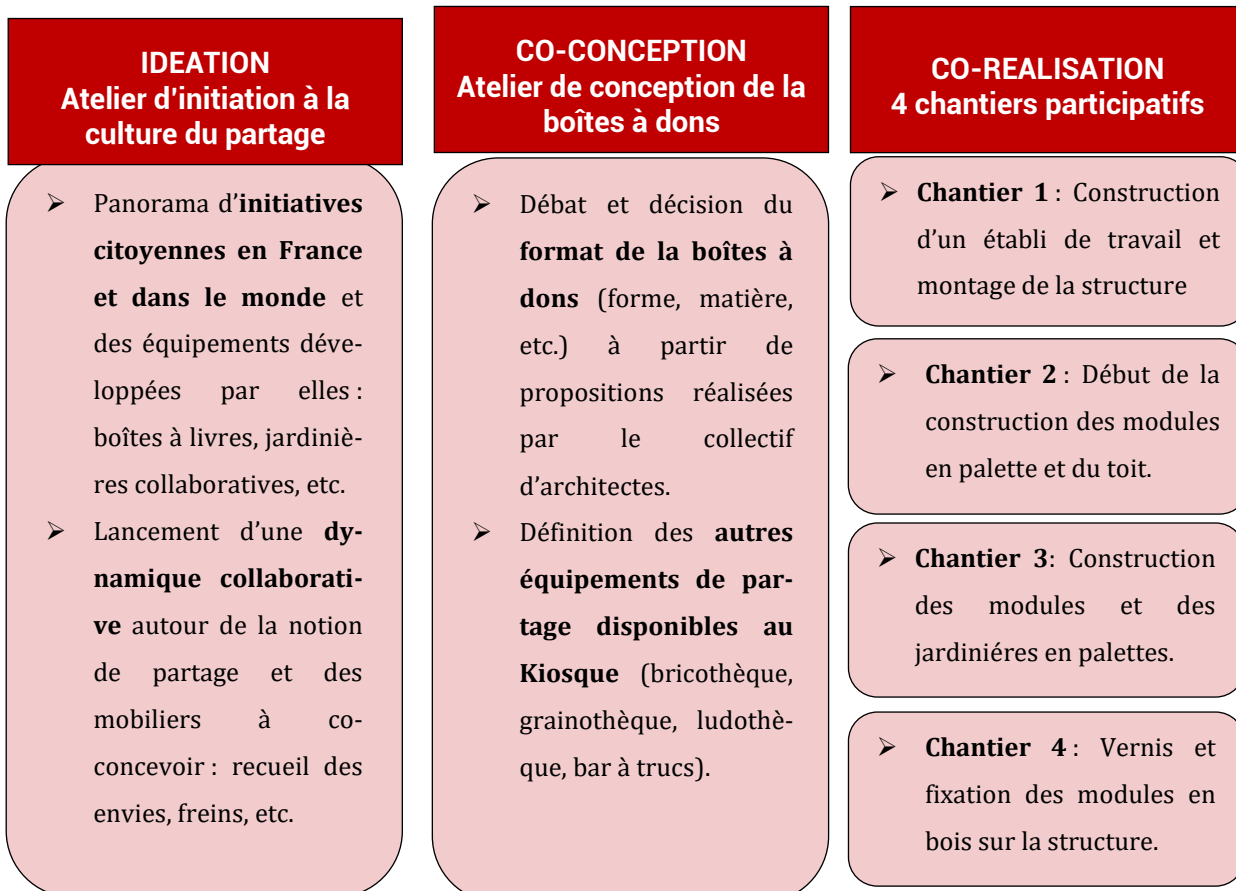 IDEATION
Atelier d'initiation à la
culture du partage
➢ Panorama d'initiatives
citoyennes en France
et dans le monde et
des équipements déve-
loppées par elles :
boîtes à livres, jardiniè-
res collaboratives, etc.
➢ Lancement d'une dy-
namique collaborati-
ve autour de la notion
de partage et des
mobiliers à co-
concevoir : recueil des
envies, freins, etc.
CO-CONCEPTION
Atelier de conception de la
boîtes à dons
➢ Débat et décision du
format de la boîtes à
dons (forme, matière,
etc.) à partir de
propositions réalisées
par le collectif
d'architectes.
➢ Définition des autres
équipements de par-
tage disponibles au
Kiosque (bricothèque,
grainothèque, ludothè-
que, bar à trucs).
CO-REALISATION
4 chantiers participatifs
➢ Chantier 1 : Construction
d'un établi de travail et
montage de la structure
➢ Chantier 2 : Début de la
construction des modules
en palette et du toit.
➢ Chantier 3: Construction
des modules et des
jardiniéres en palettes.
➢ Chantier 4 : Vernis et
fixation des modules en
bois sur la structure.